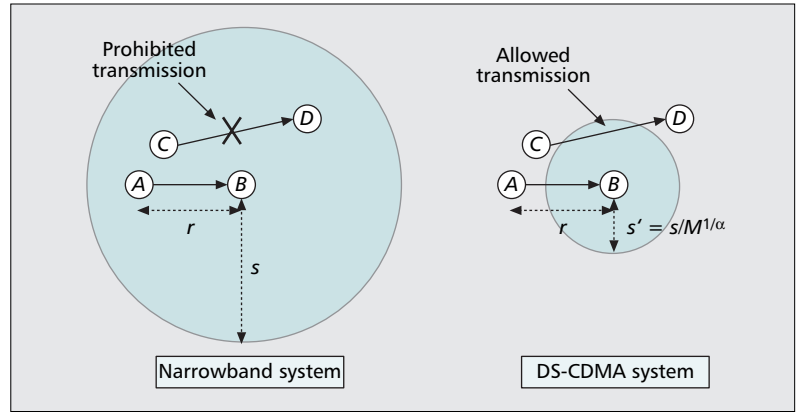 Prohibited
transmission
C
D
A
B
r
s
Narrowband system
Allowed
transmission
D
C
A
B
r
s′ = s/M^{1/α}
DS-CDMA system